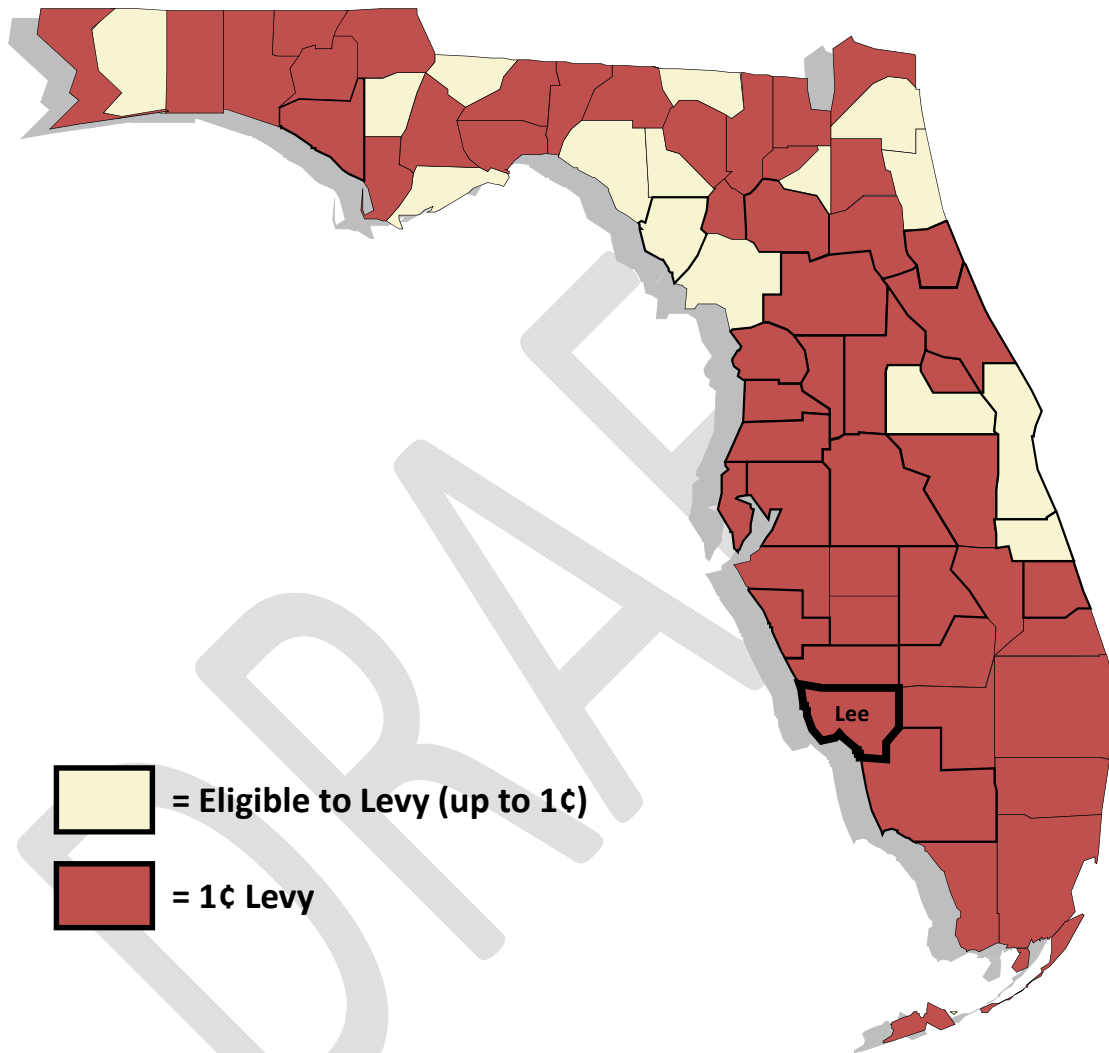 DRAFT
Lee
= Eligible to Levy (up to 1¢)
= 1¢ Levy